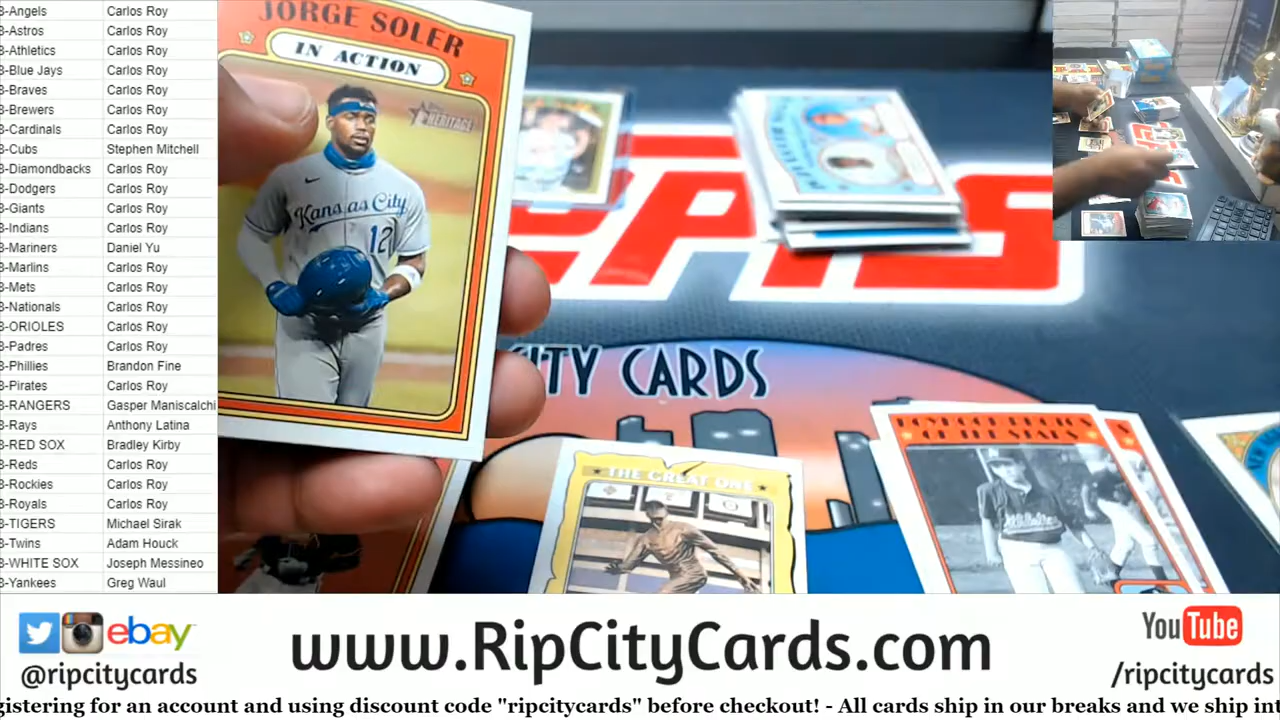 3-Angels Carlos Roy
3-Astros Carlos Roy
3-Athletics Carlos Roy
3-Blue Jays Carlos Roy
3-Braves Carlos Roy
3-Brewers Carlos Roy
3-Cardinals Carlos Roy
3-Cubs Stephen Mitchell
3-Diamondbacks Carlos Roy
3-Dodgers Carlos Roy
3-Giants Carlos Roy
3-Indians Carlos Roy
3-Mariners Daniel Yu
3-Marlins Carlos Roy
3-Mets Carlos Roy
3-Nationals Carlos Roy
3-ORIOLES Carlos Roy
3-Padres Carlos Roy
3-Phillies Brandon Fine
3-Pirates Carlos Roy
3-RANGERS Gasper Maniscalchi
3-Rays Anthony Latina
3-RED SOX Bradley Kirby
3-Reds Carlos Roy
3-Rockies Carlos Roy
3-Royals Carlos Roy
3-TIGERS Michael Sirak
3-Twins Adam Houck
3-WHITE SOX Joseph Messineo
3-Yankees Greg Waul
JORGE SOLER
IN ACTION
Topps HERITAGE
Kansas City
12
CITY CARDS
THE GREAT ONE
BOYHOOD PHOTOS
OF THE STARS
ebay
@ripcitycards
www.RipCityCards.com
YouTube
/ripcitycards
gistering for an account and using discount code "ripcitycards" before checkout! - All cards ship in our breaks and we ship int